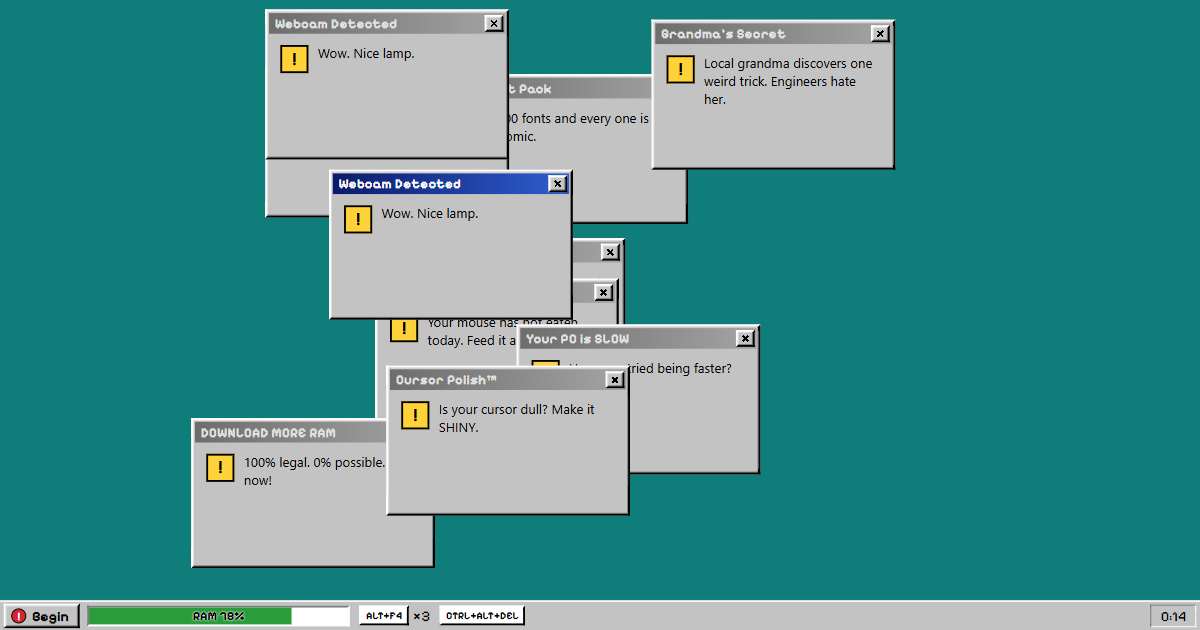 Webcam Detected
Wow. Nice lamp.
Grandma's Secret
Local grandma discovers one
weird trick. Engineers hate
her.
Pack
fonts and every one is
Webcam Detected
Wow. Nice lamp.
Your mouse has not eaten
today. Feed it a
Your PC is SLOW
tried being faster?
Cursor Polish™
Is your cursor dull? Make it
SHINY.
DOWNLOAD MORE RAM
100% legal. 0% possible.
now!
Begin
RAM 78%
ALT+F4 ×3
CTRL+ALT+DEL
0:14